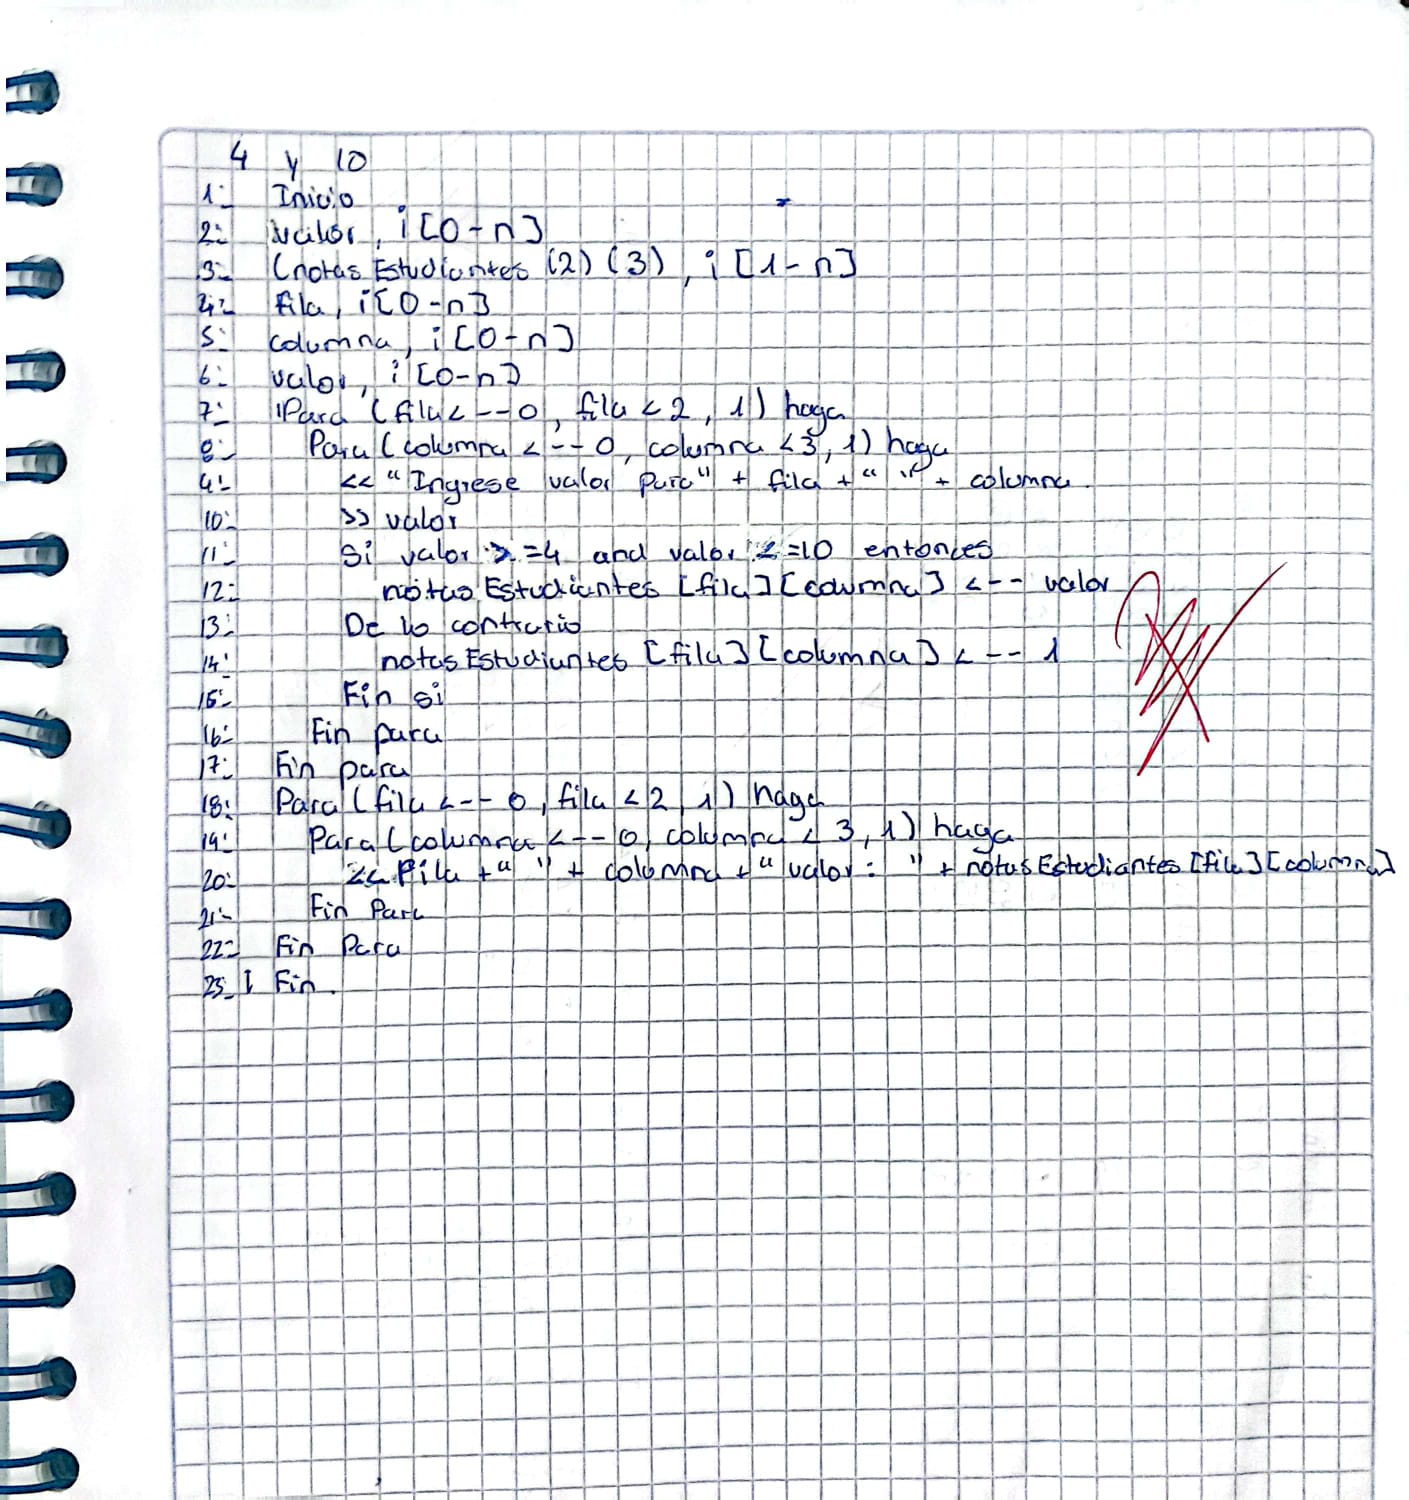 4 y 10
1: Inicio
2: valor, i [0-n]
3: (notas Estudiantes (2) (3), i [1-n]
4: fila, i [0-n]
5: columna, i [0-n]
6: valor, i [0-n]
7: Para (fila <--0, fila < 2, 1) haga
8: Para (columna <--0, columna <3, 1) haga
9: << "Ingrese valor para" + fila + " " + columna
10: >> valor
11: Si valor >=4 and valor <=10 entonces
12: notas Estudiantes [fila] [columna] <-- valor
13: De lo contrario
14: notas Estudiantes [fila] [columna] <-- 1
15: Fin si
16: Fin para
17: Fin para
18: Para (fila <-- 0, fila < 2, 1) haga
19: Para (columna <--0, columna < 3, 1) haga
20: << fila + " " + columna + " valor: " + notas Estudiantes [fila] [columna]
21: Fin Para
22: Fin Para
23: Fin.